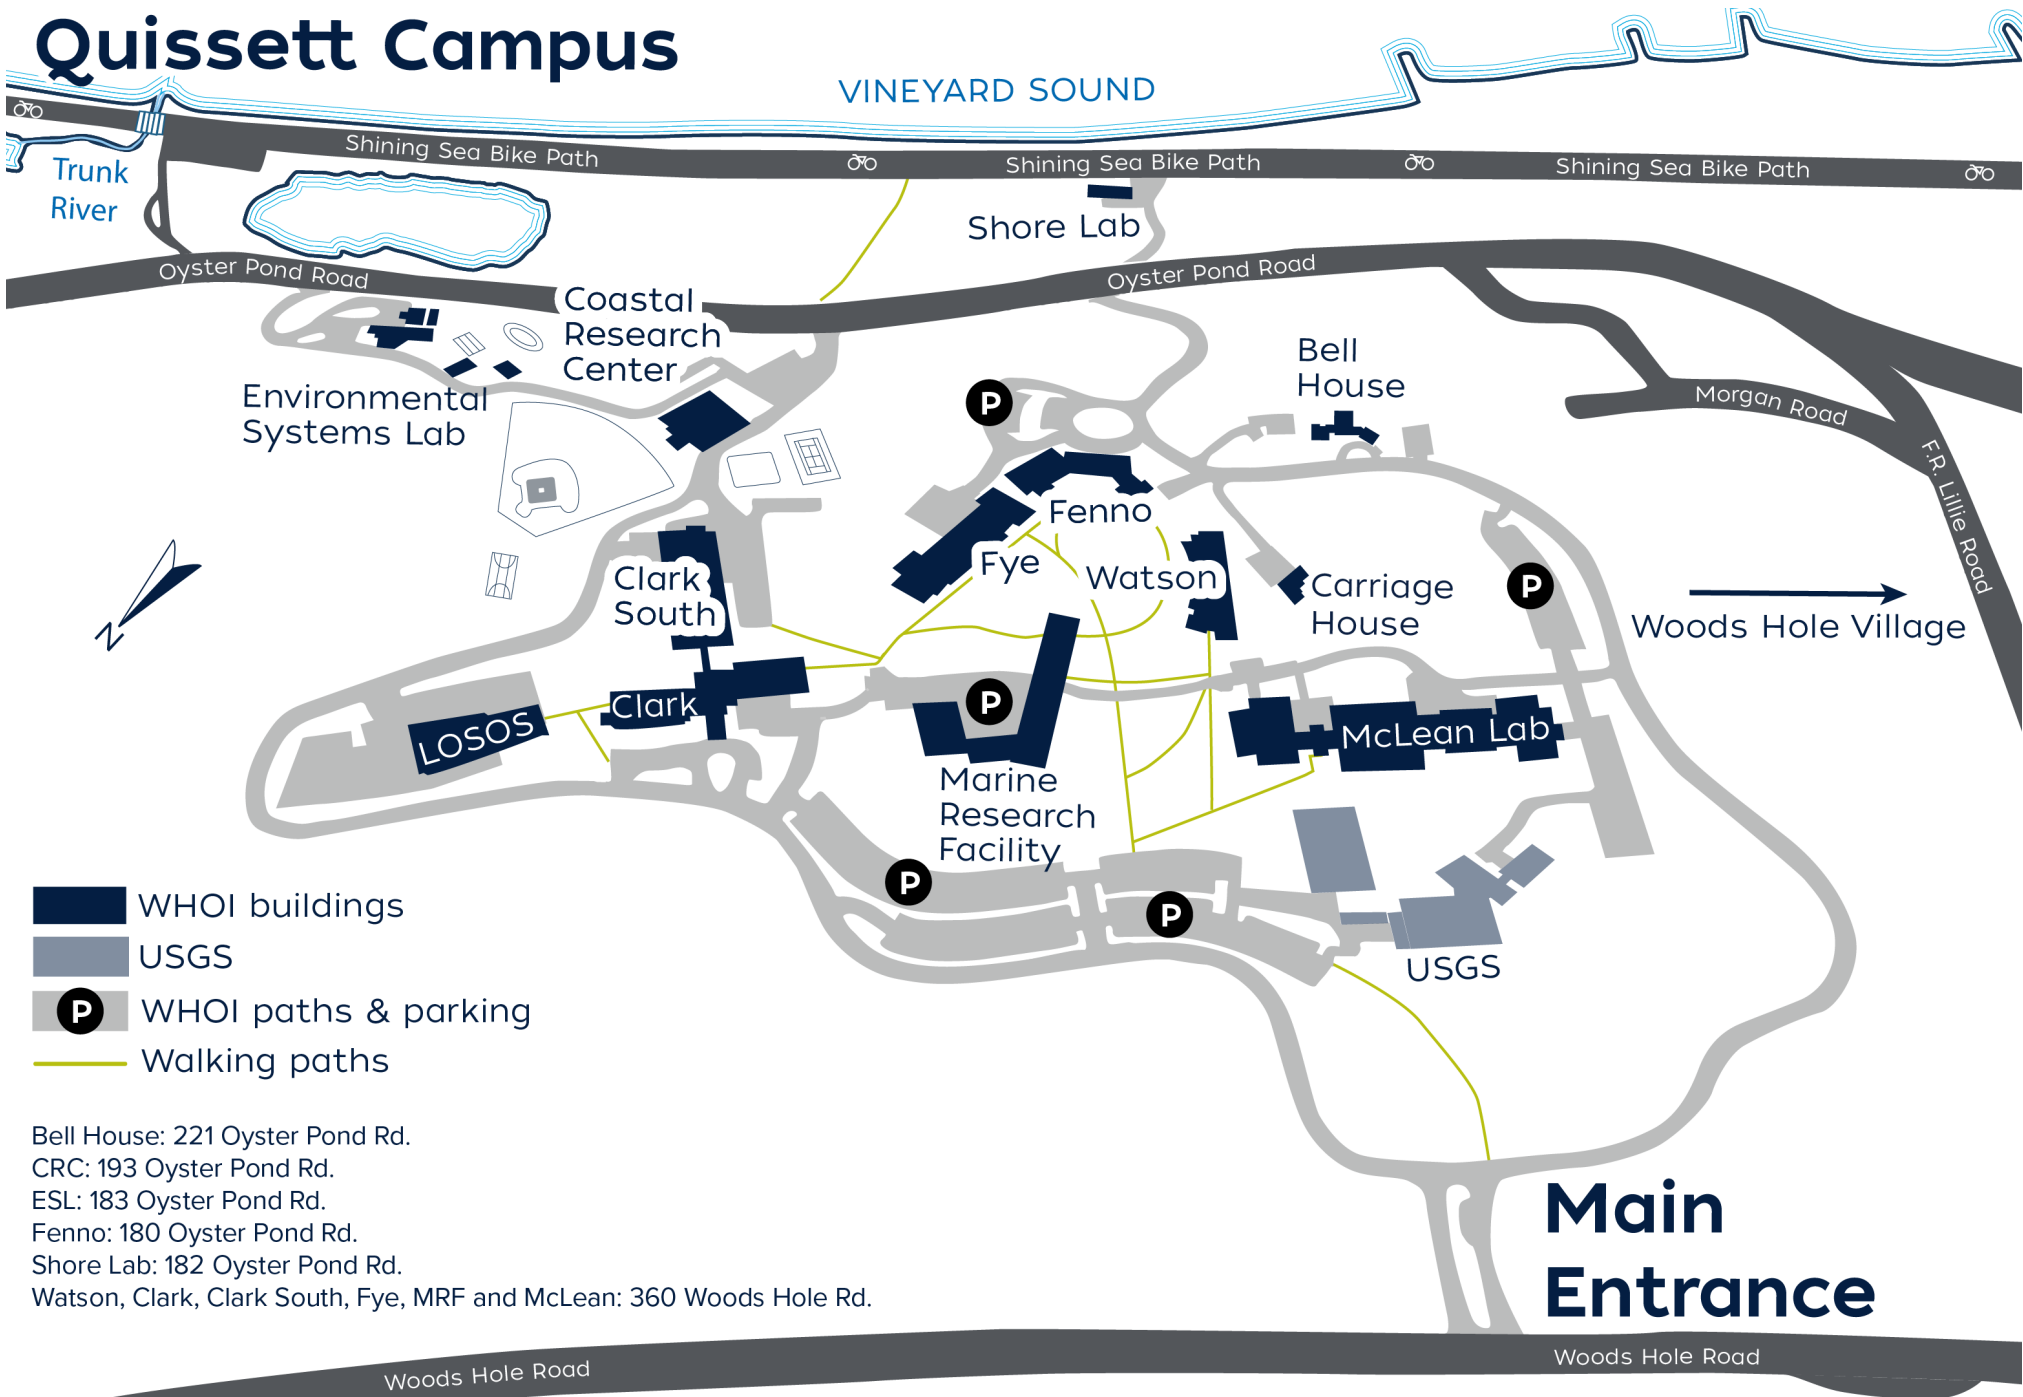 Quissett Campus
VINEYARD SOUND
Shining Sea Bike Path
Shining Sea Bike Path
Shining Sea Bike Path
Trunk
River
Shore Lab
Oyster Pond Road
Oyster Pond Road
Coastal
Research
Center
Bell
House
Morgan Road
F.R. Lillie Road
Environmental
Systems Lab
P
Fenno
Fye
Watson
Clark
South
Carriage
House
P
Woods Hole Village
N
LOSOS
Clark
P
McLean Lab
Marine
Research
Facility
P
P
USGS
WHOI buildings
USGS
P WHOI paths & parking
Walking paths
Bell House: 221 Oyster Pond Rd.
CRC: 193 Oyster Pond Rd.
ESL: 183 Oyster Pond Rd.
Fenno: 180 Oyster Pond Rd.
Shore Lab: 182 Oyster Pond Rd.
Watson, Clark, Clark South, Fye, MRF and McLean: 360 Woods Hole Rd.
Main
Entrance
Woods Hole Road
Woods Hole Road